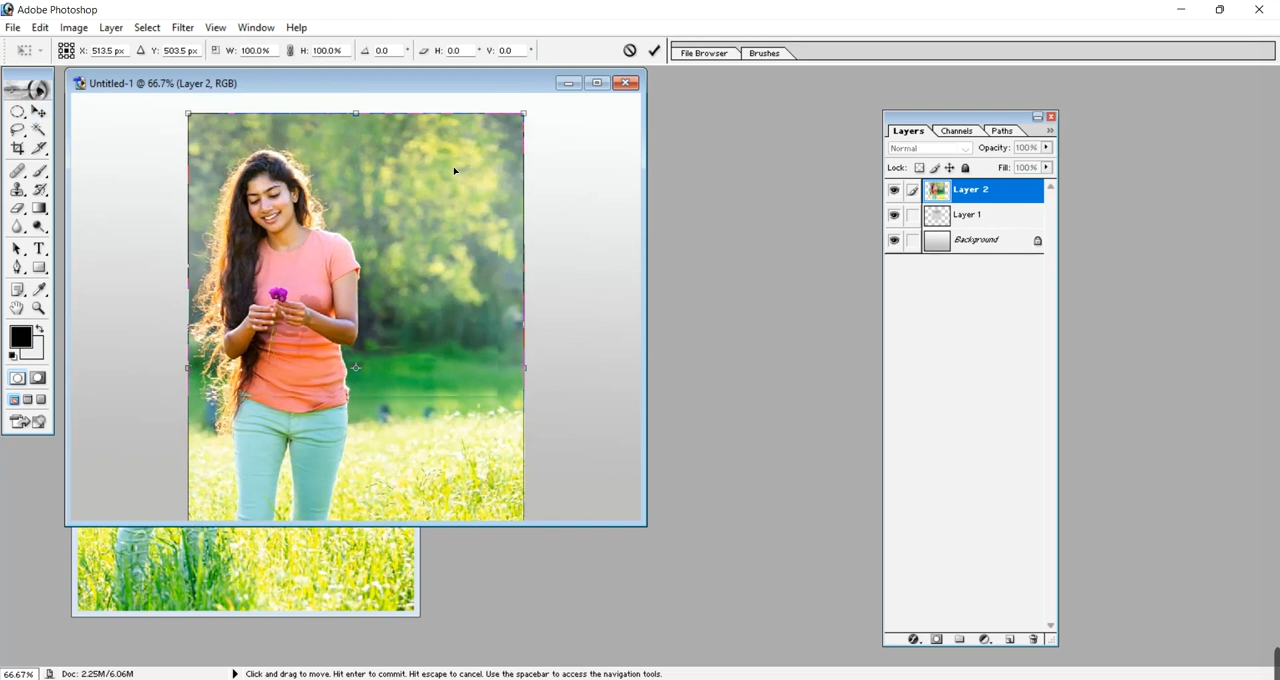 Adobe Photoshop
File Edit Image Layer Select Filter View Window Help
X: 513.5 px Y: 503.5 px W: 100.0% H: 100.0% 0.0 ° H: 0.0 ° V: 0.0 ° File Browser Brushes
Untitled-1 @ 66.7% (Layer 2, RGB)
Layers Channels Paths
Normal Opacity: 100%
Lock: Fill: 100%
Layer 2
Layer 1
Background
T
66.67% Doc: 2.25M/6.06M Click and drag to move. Hit enter to commit. Hit escape to cancel. Use the spacebar to access the navigation tools.